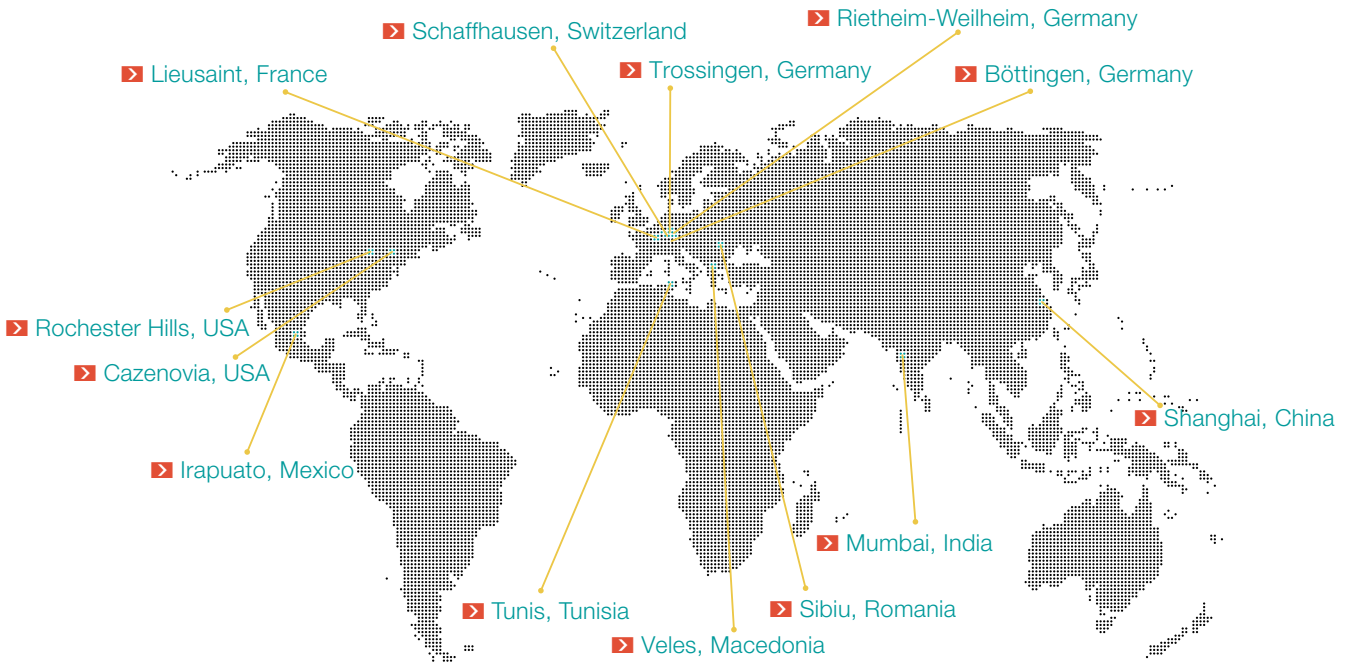 Rietheim-Weilheim, Germany
Schaffhausen, Switzerland
Lieusaint, France
Trossingen, Germany
Böttingen, Germany
Rochester Hills, USA
Cazenovia, USA
Shanghai, China
Irapuato, Mexico
Mumbai, India
Tunis, Tunisia
Sibiu, Romania
Veles, Macedonia